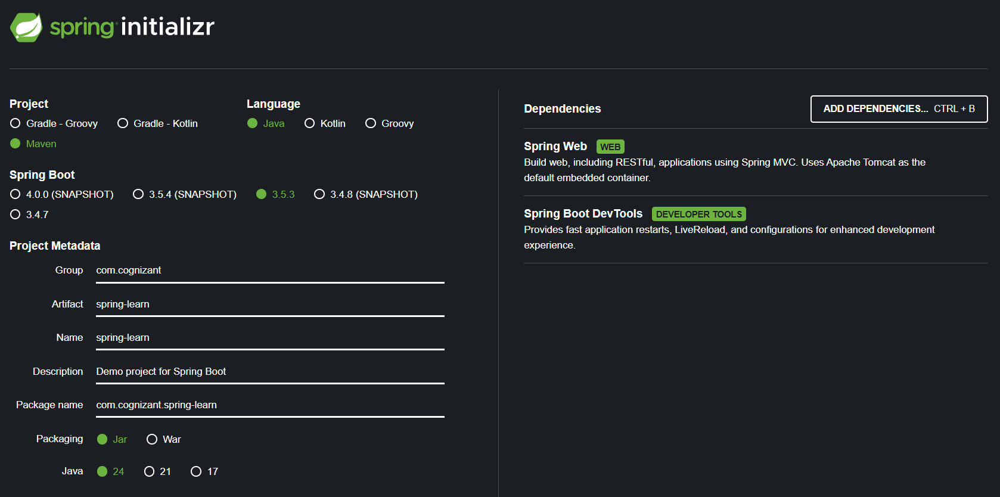 spring initializr
Project
Gradle - Groovy
Gradle - Kotlin
Maven
Language
Java
Kotlin
Groovy
Spring Boot
4.0.0 (SNAPSHOT)
3.5.4 (SNAPSHOT)
3.5.3
3.4.8 (SNAPSHOT)
3.4.7
Project Metadata
Group com.cognizant
Artifact spring-learn
Name spring-learn
Description Demo project for Spring Boot
Package name com.cognizant.spring-learn
Packaging Jar War
Java 24 21 17
Dependencies
ADD DEPENDENCIES... CTRL + B
Spring Web WEB
Build web, including RESTful, applications using Spring MVC. Uses Apache Tomcat as the
default embedded container.
Spring Boot DevTools DEVELOPER TOOLS
Provides fast application restarts, LiveReload, and configurations for enhanced development
experience.